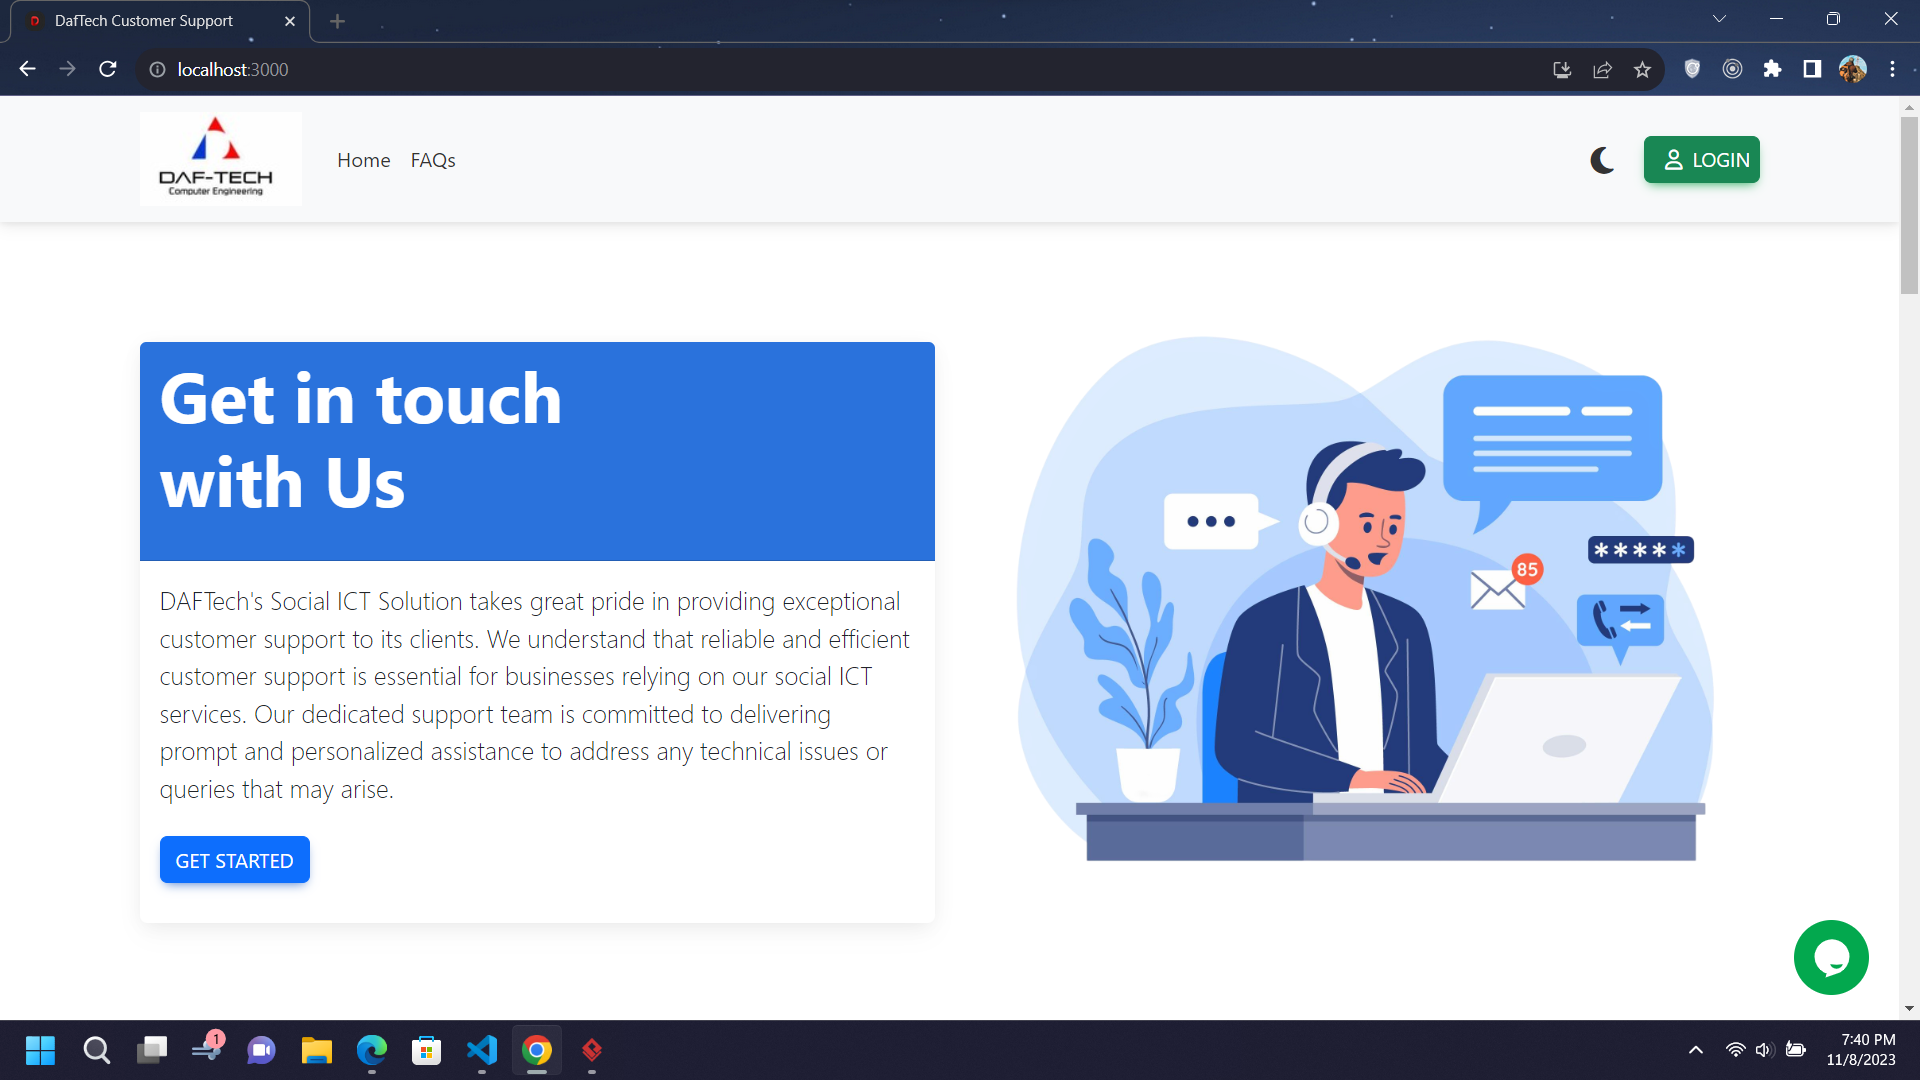 DafTech Customer Support
localhost:3000
DAF-TECH
Computer Engineering
Home
FAQs
LOGIN
Get in touch
with Us
DAFTech's Social ICT Solution takes great pride in providing exceptional
customer support to its clients. We understand that reliable and efficient
customer support is essential for businesses relying on our social ICT
services. Our dedicated support team is committed to delivering
prompt and personalized assistance to address any technical issues or
queries that may arise.
GET STARTED
*****
85
1
7:40 PM
11/8/2023